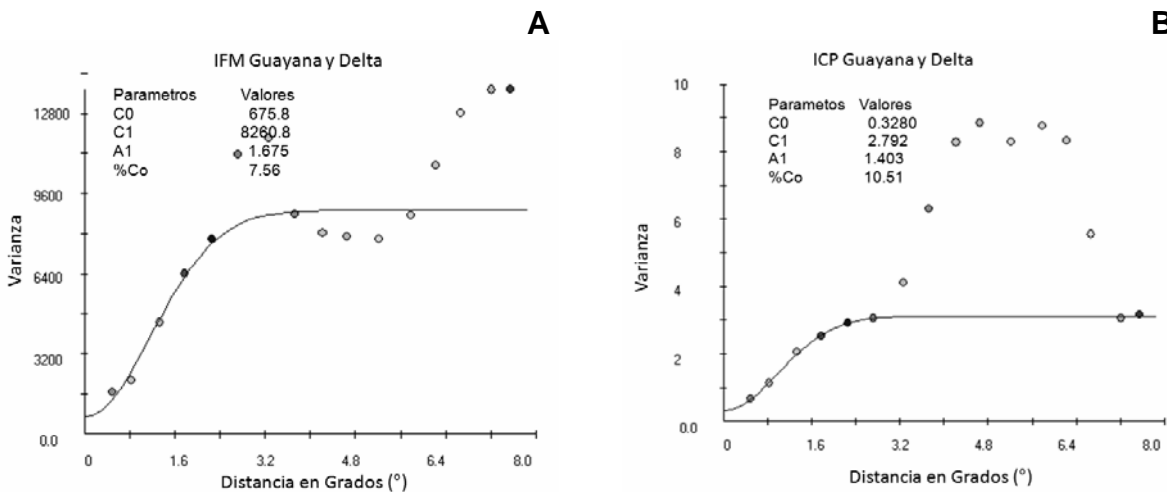 A
IFM Guayana y Delta
Parametros Valores
C0 675.8
C1 8260.8
A1 1.675
%Co 7.56
12800
9600
6400
3200
0.0
Varianza
0 1.6 3.2 4.8 6.4 8.0
Distancia en Grados (°)
B
ICP Guayana y Delta
Parametos Valores
C0 0.3280
C1 2.792
A1 1.403
%Co 10.51
10
8
6
4
2
0.0
Varianza
0 1.6 3.2 4.8 6.4 8.0
Distancia en Grados (°)